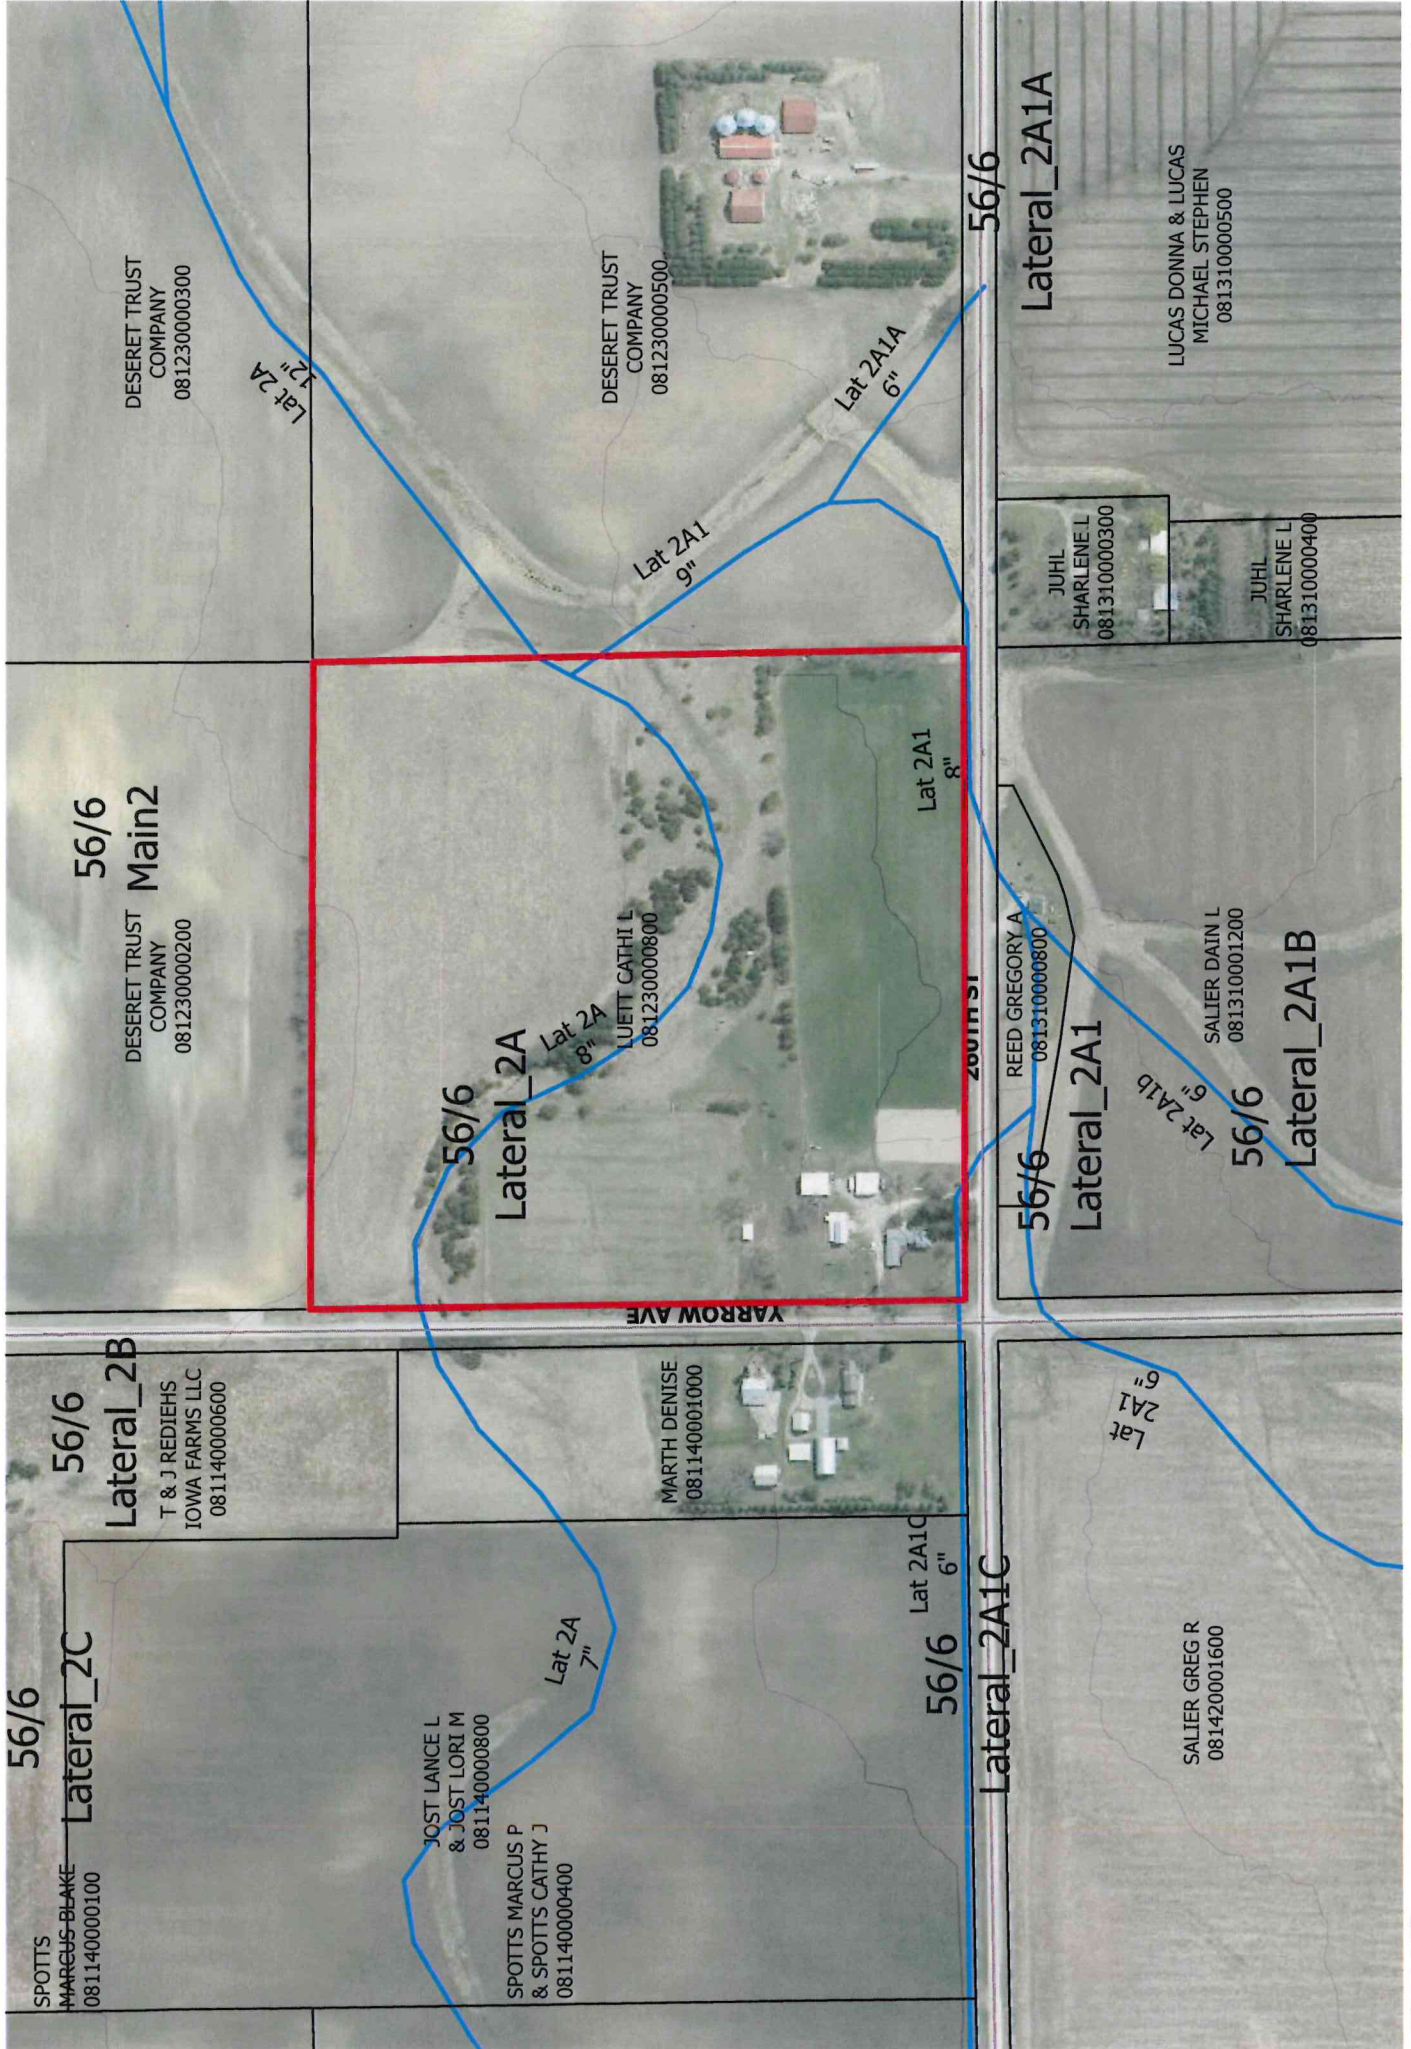 SPOTTS
MARCUS BLAKE
081140000100
56/6
Lateral_2C
56/6
Lateral_2B
T & J REDIEHS
IOWA FARMS LLC
081140000600
DESERET TRUST
COMPANY
081230000200
56/6
Main2
DESERET TRUST
COMPANY
081230000300
Lat 2A
12"
JOST LANCE L
& JOST LORI M
081140000800
SPOTTS MARCUS P
& SPOTTS CATHY J
081140000400
Lat 2A
7"
MARTH DENISE
081140001000
YARROW AVE
56/6
Lateral_2A
Lat 2A
8"
LUETT CATHI L
081230000800
Lat 2A1
9"
DESERET TRUST
COMPANY
081230000500
Lat 2A1A
6"
Lat 2A1C
6"
56/6
Lateral_2A1C
Lat 2A1
8"
260TH ST
56/6
Lateral_2A1A
SALIER GREG R
081420001600
Lat
2A1
6"
56/6
Lateral_2A1
REED GREGORY A
081310000800
Lat 2A1b
6"
56/6
Lateral_2A1B
SALIER DAIN L
081310001200
JUHL
SHARLENE L
081310000300
JUHL
SHARLENE L
081310000400
LUCAS DONNA & LUCAS
MICHAEL STEPHEN
081310000500